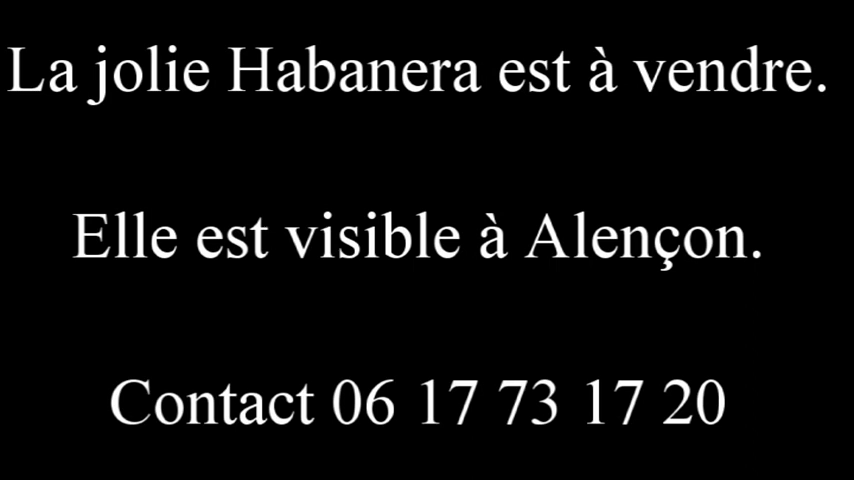 La jolie Habanera est à vendre.
Elle est visible à Alençon.
Contact 06 17 73 17 20